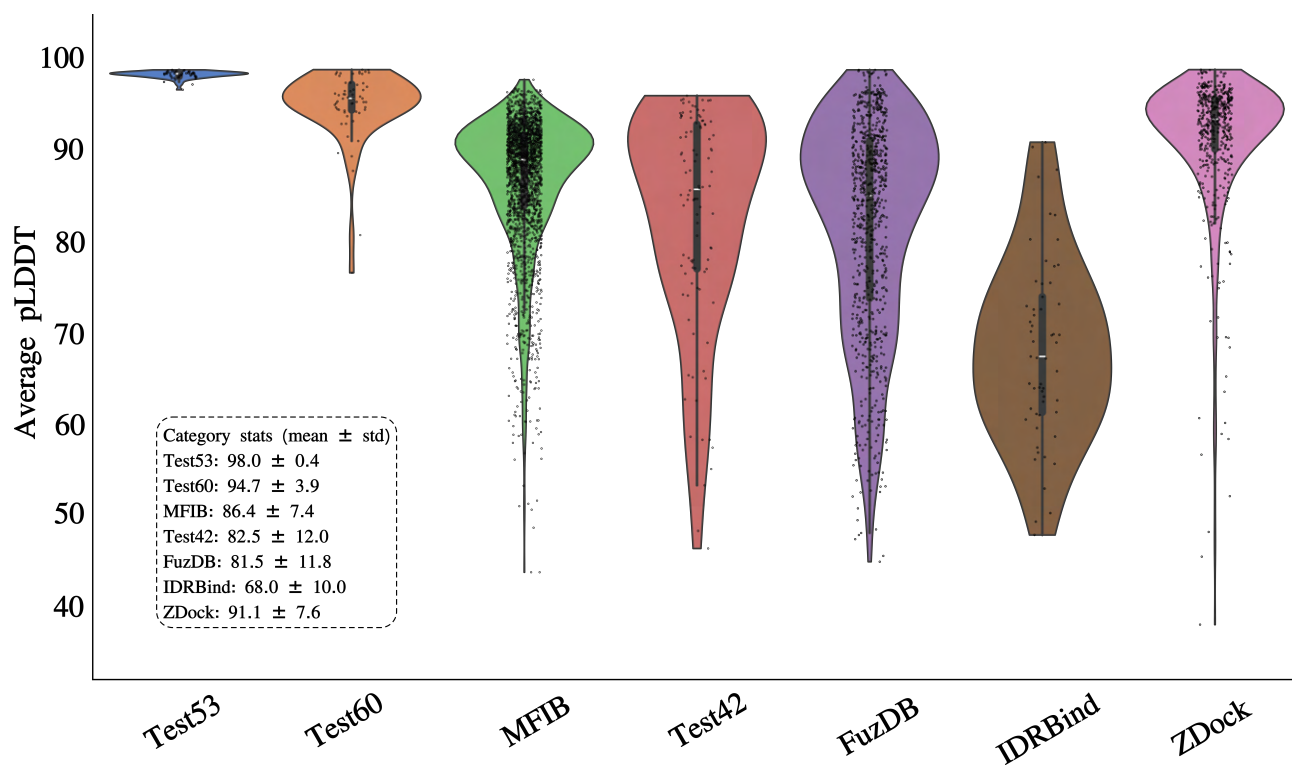 Average pLDDT
100
90
80
70
60
50
40
Category stats (mean ± std)
Test53: 98.0 ± 0.4
Test60: 94.7 ± 3.9
MFIB: 86.4 ± 7.4
Test42: 82.5 ± 12.0
FuzDB: 81.5 ± 11.8
IDRBind: 68.0 ± 10.0
ZDock: 91.1 ± 7.6
Test53
Test60
MFIB
Test42
FuzDB
IDRBind
ZDock